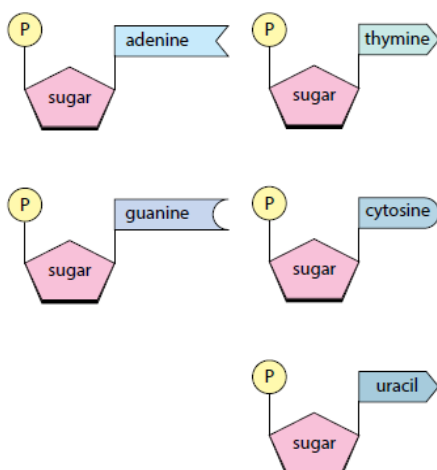 P adenine
sugar
P thymine
sugar
P guanine
sugar
P cytosine
sugar
P uracil
sugar